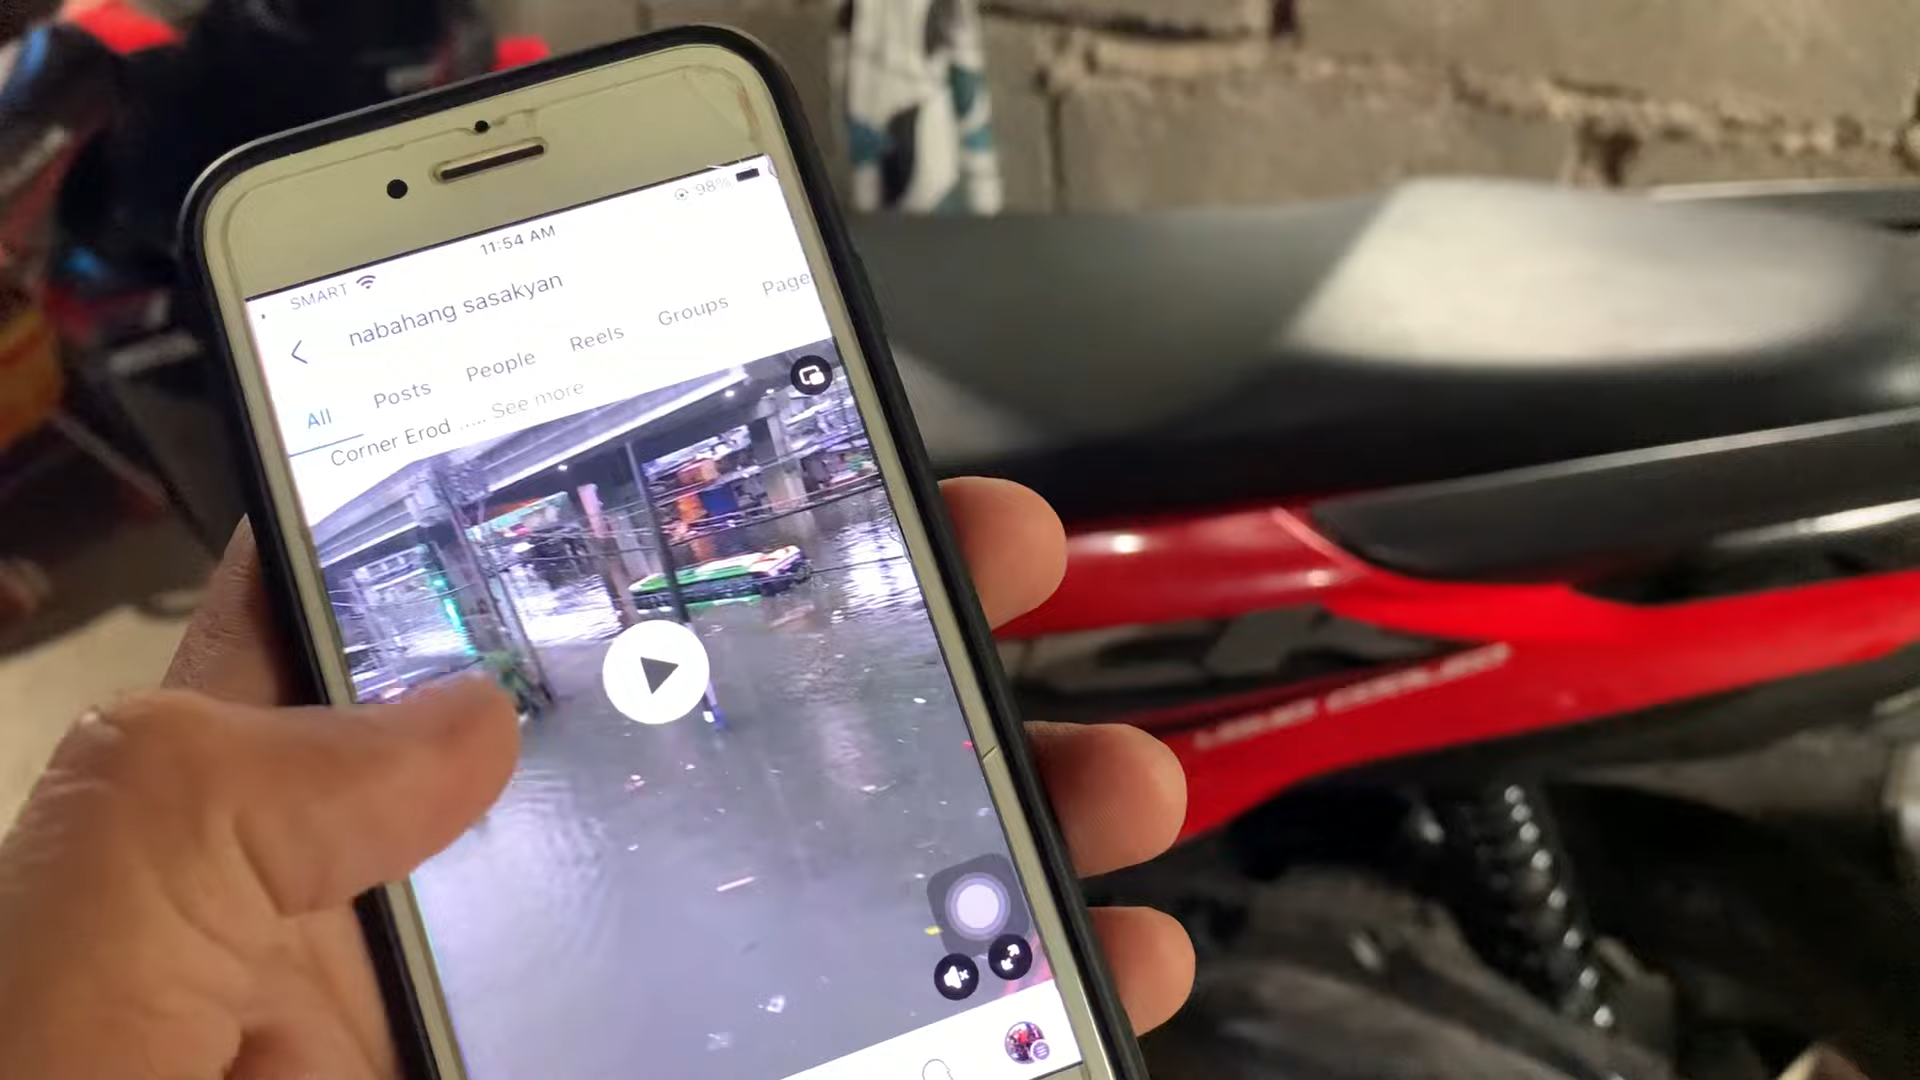 98%
11:54 AM
SMART
nabahang sasakyan
All Posts People Reels Groups Page
Corner Erod ..... See more